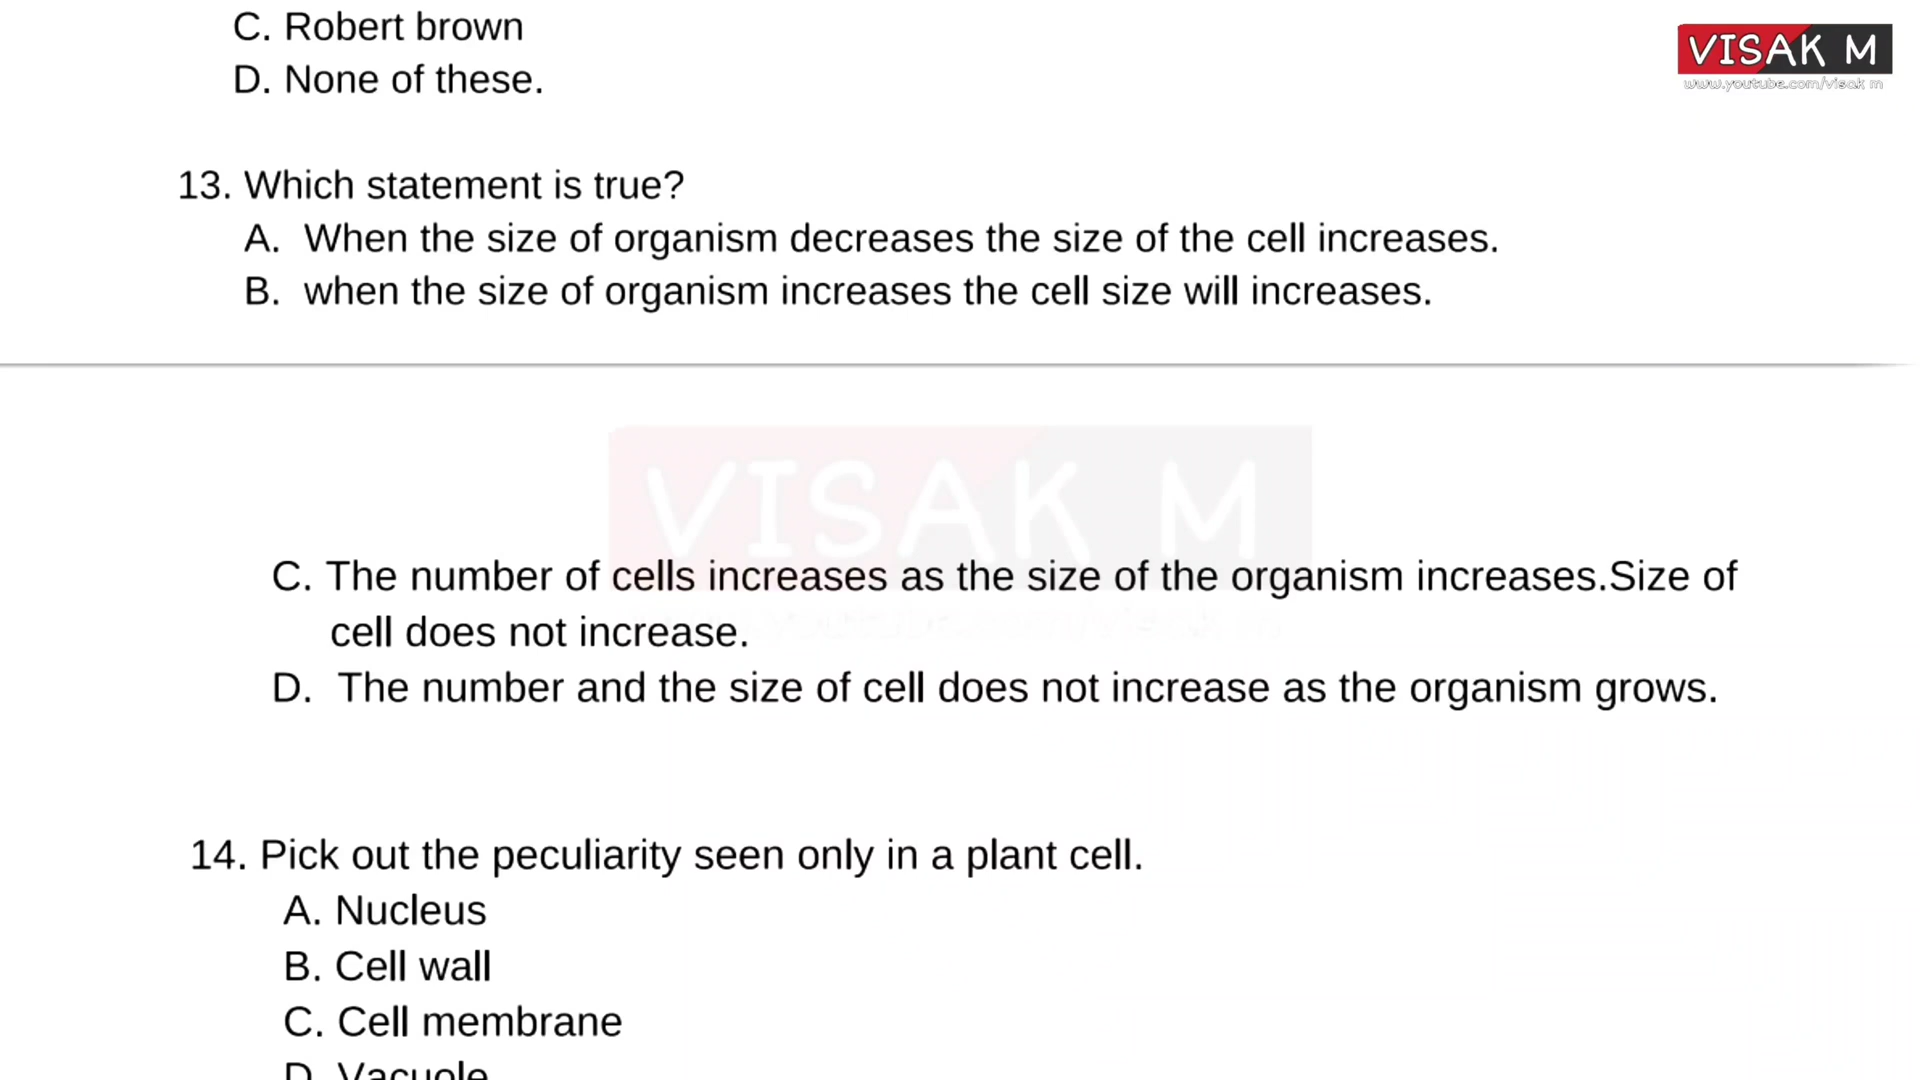 C. Robert brown
VISAK M
www.youtube.com/visak m
D. None of these.
13. Which statement is true?
A. When the size of organism decreases the size of the cell increases.
B. when the size of organism increases the cell size will increases.
VISAK M
C. The number of cells increases as the size of the organism increases.Size of
cell does not increase.
D. The number and the size of cell does not increase as the organism grows.
14. Pick out the peculiarity seen only in a plant cell.
A. Nucleus
B. Cell wall
C. Cell membrane
D. Vacuole